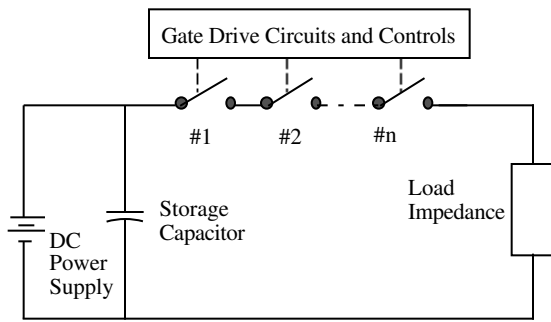 Gate Drive Circuits and Controls
#1
#2
#n
Storage
Capacitor
Load
Impedance
DC
Power
Supply